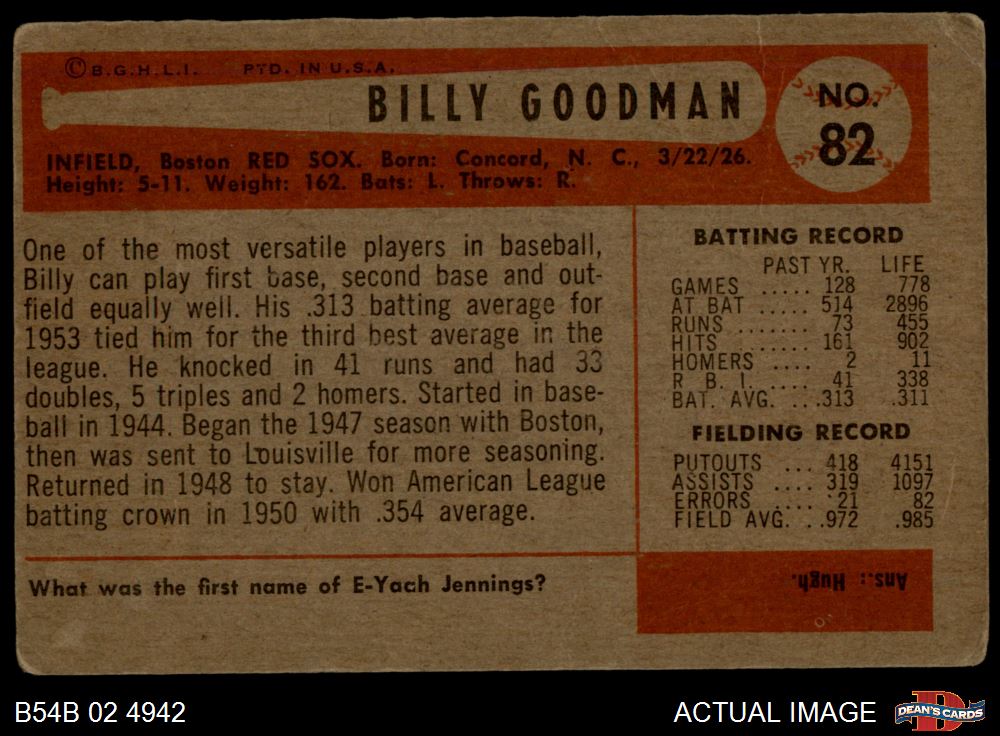 ©B.G.H.L.I. PTD. IN U.S.A.
BILLY GOODMAN
NO.
82
INFIELD, Boston RED SOX. Born: Concord, N. C., 3/22/26.
Height: 5-11. Weight: 162. Bats: L. Throws: R.
One of the most versatile players in baseball,
Billy can play first base, second base and out-
field equally well. His .313 batting average for
1953 tied him for the third best average in the
league. He knocked in 41 runs and had 33
doubles, 5 triples and 2 homers. Started in base-
ball in 1944. Began the 1947 season with Boston,
then was sent to Louisville for more seasoning.
Returned in 1948 to stay. Won American League
batting crown in 1950 with .354 average.
BATTING RECORD
PAST YR. LIFE
GAMES ..... 128 778
AT BAT ..... 514 2896
RUNS ....... 73 455
HITS ....... 161 902
HOMERS .... 2 11
R. B. I. .... 41 338
BAT. AVG. ...313 .311
FIELDING RECORD
PUTOUTS ... 418 4151
ASSISTS .... 319 1097
ERRORS .... 21 82
FIELD AVG. ..972 .985
What was the first name of E-Yach Jennings?
Ans.: Hugh.
B54B 02 4942
ACTUAL IMAGE
DEAN'S CARDS